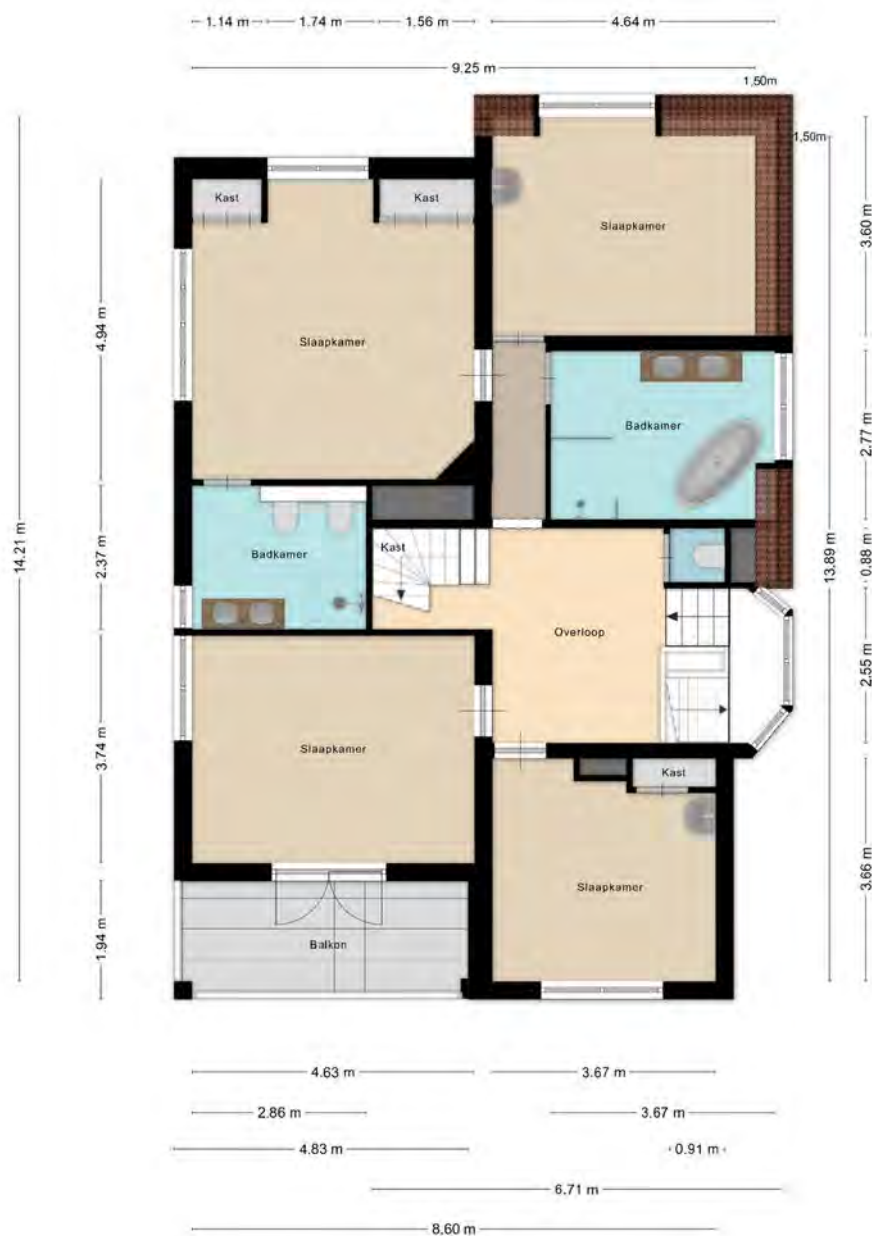 1.14 m 1.74 m 1.56 m 4.64 m
9.25 m
1.50m
1.50m
Kast Kast
Slaapkamer
3.60 m
4.94 m
Slaapkamer
Badkamer
2.77 m
14.21 m
13.89 m
Kast
Badkamer
2.37 m
0.88 m
Overloop
2.55 m
Slaapkamer
3.74 m
Kast
Slaapkamer
3.66 m
Balkon
1.94 m
4.63 m 3.67 m
2.86 m 3.67 m
4.83 m 0.91 m
6.71 m
8.60 m